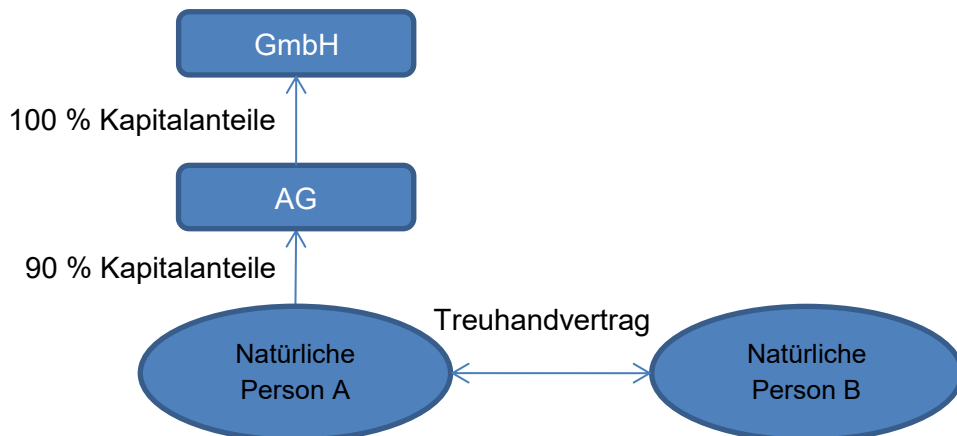 GmbH
100 % Kapitalanteile
AG
90 % Kapitalanteile
Treuhandvertrag
Natürliche
Person A
Natürliche
Person B